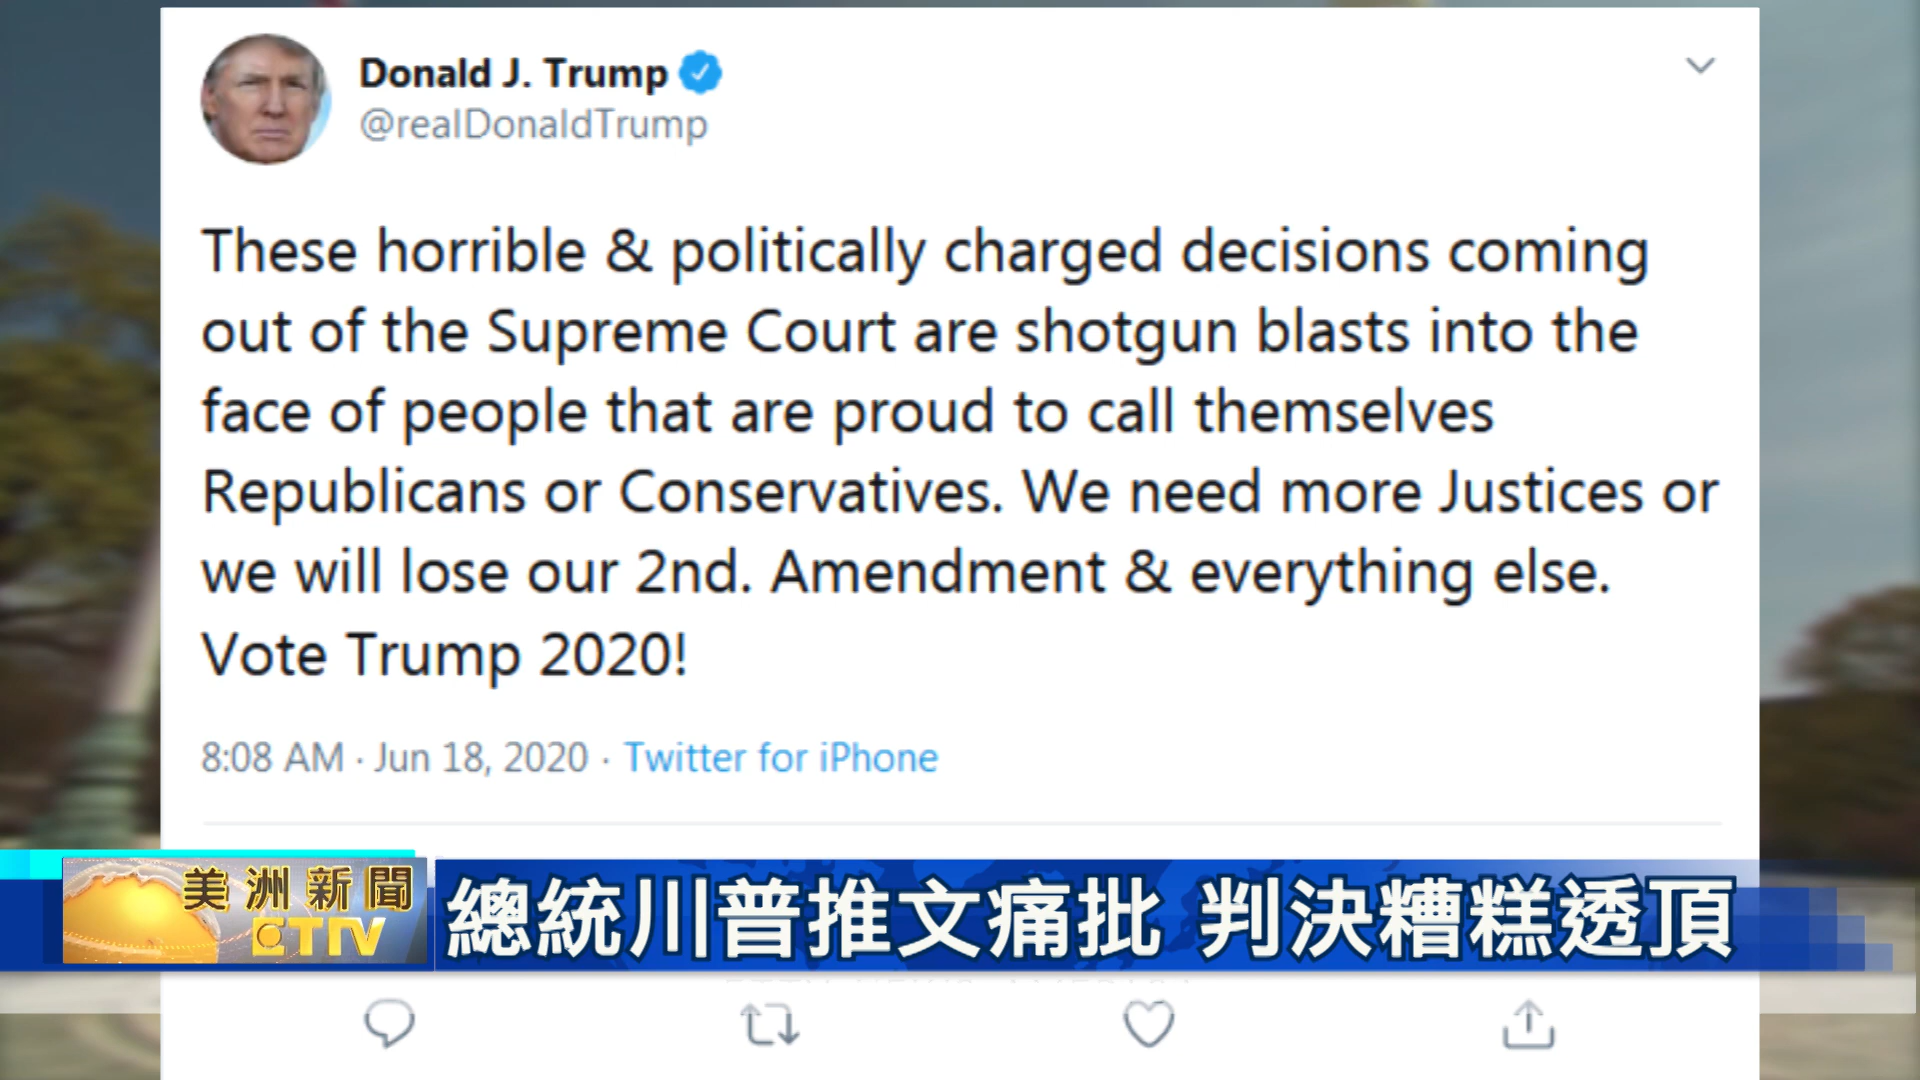 Donald J. Trump
@realDonaldTrump
These horrible & politically charged decisions coming
out of the Supreme Court are shotgun blasts into the
face of people that are proud to call themselves
Republicans or Conservatives. We need more Justices or
we will lose our 2nd. Amendment & everything else.
Vote Trump 2020!
8:08 AM · Jun 18, 2020 · Twitter for iPhone
美洲新聞
ETTV
總統川普推文痛批 判決糟糕透頂